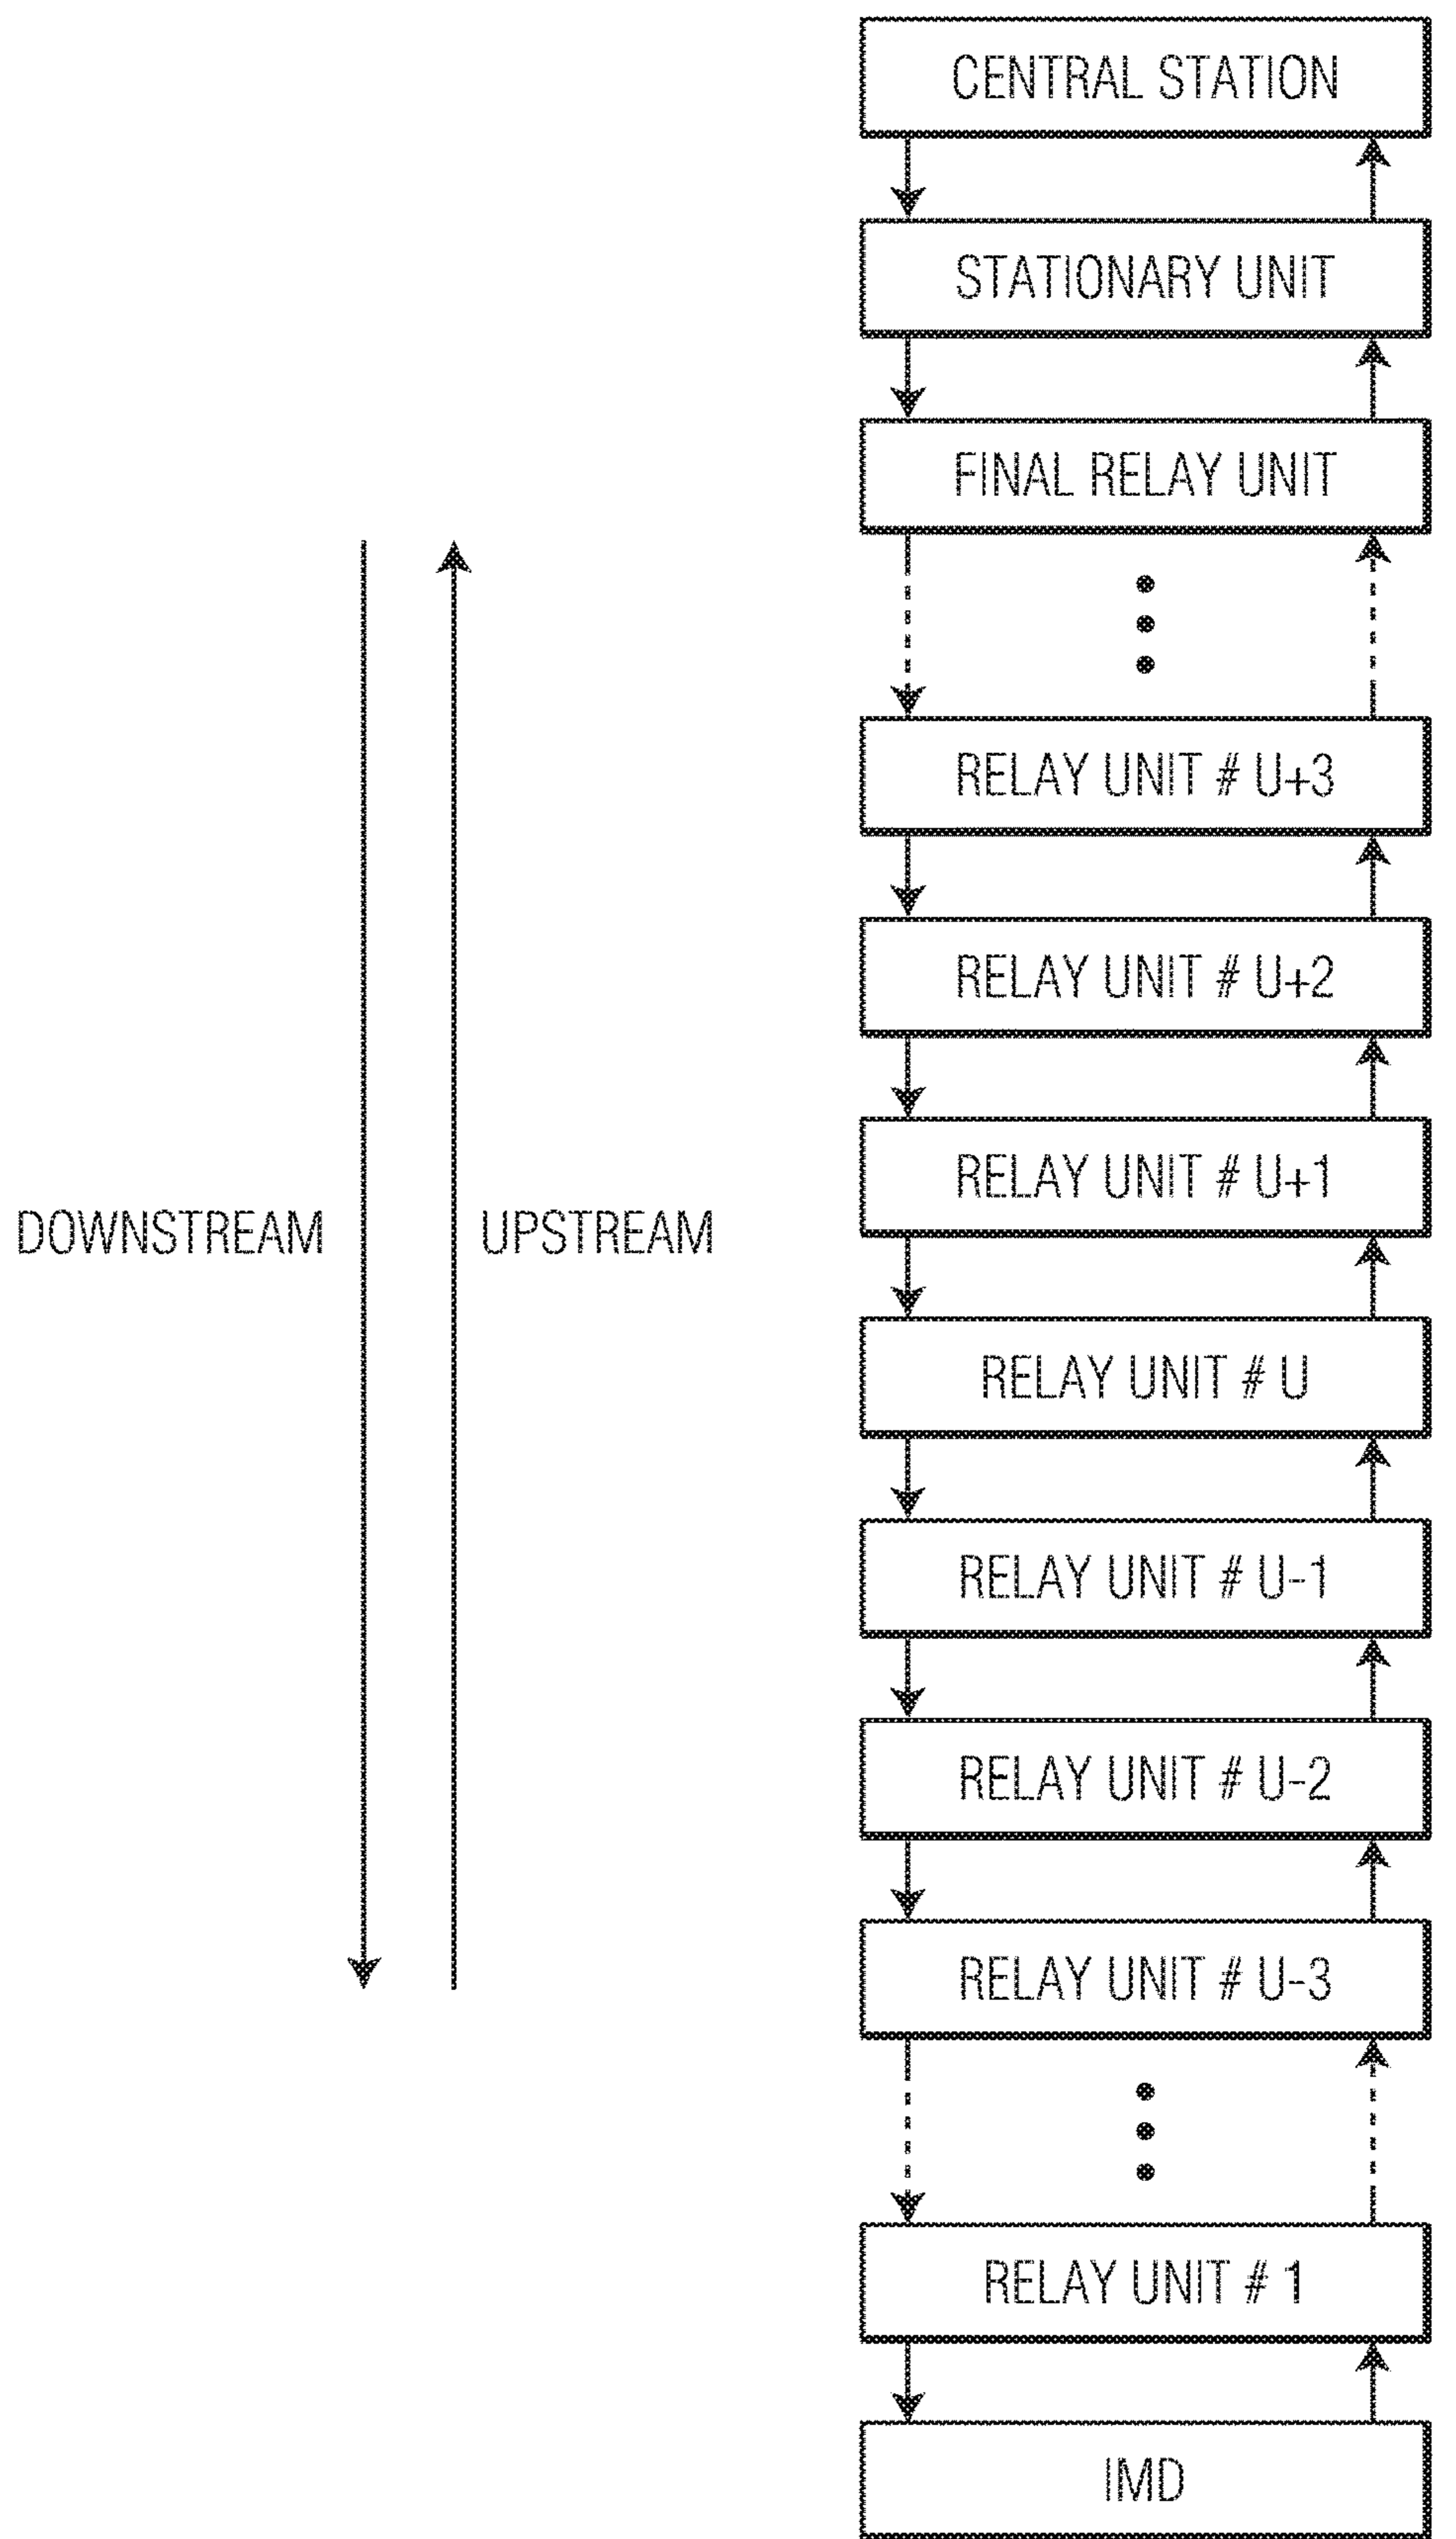 CENTRAL STATION
STATIONARY UNIT
FINAL RELAY UNIT
RELAY UNIT # U+3
RELAY UNIT # U+2
RELAY UNIT # U+1
DOWNSTREAM
UPSTREAM
RELAY UNIT # U
RELAY UNIT # U-1
RELAY UNIT # U-2
RELAY UNIT # U-3
RELAY UNIT # 1
IMD